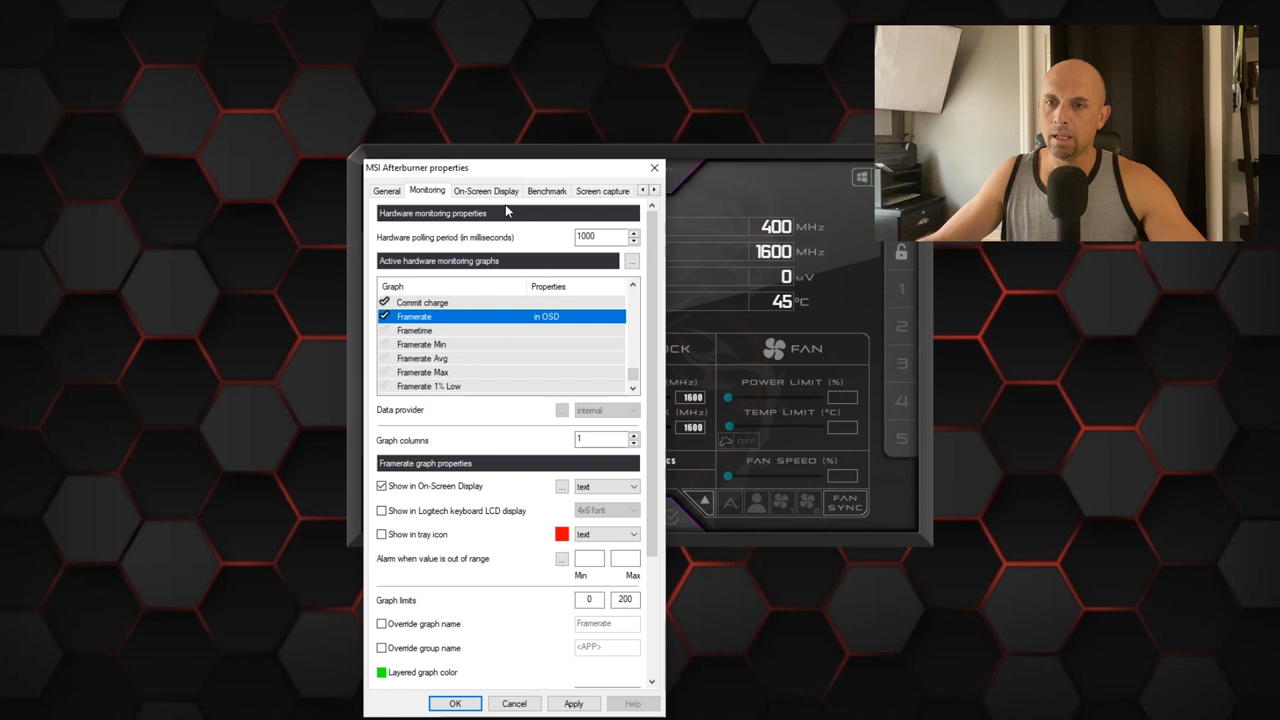 MSI Afterburner properties
General Monitoring On-Screen Display Benchmark Screen capture
Hardware monitoring properties
Hardware polling period (in milliseconds) 1000
Active hardware monitoring graphs ...
Graph Properties
Commit charge
Framerate in OSD
Frametime
Framerate Min
Framerate Avg
Framerate Max
Framerate 1% Low
Data provider ... internal
Graph columns 1
Framerate graph properties
Show in On-Screen Display ... text
Show in Logitech keyboard LCD display 4x6 font
Show in tray icon text
Alarm when value is out of range ...
Min Max
Graph limits 0 200
Override graph name Framerate
Override group name <APP>
Layered graph color
OK Cancel Apply Help
400 MHz
1600 MHz
0 mV
45 °C
1
2
3
4
5
FAN
(MHz) 1600
(MHz) 1600
POWER LIMIT (%)
TEMP LIMIT (°C)
OFF
FAN SPEED (%)
A 1 2 FAN SYNC